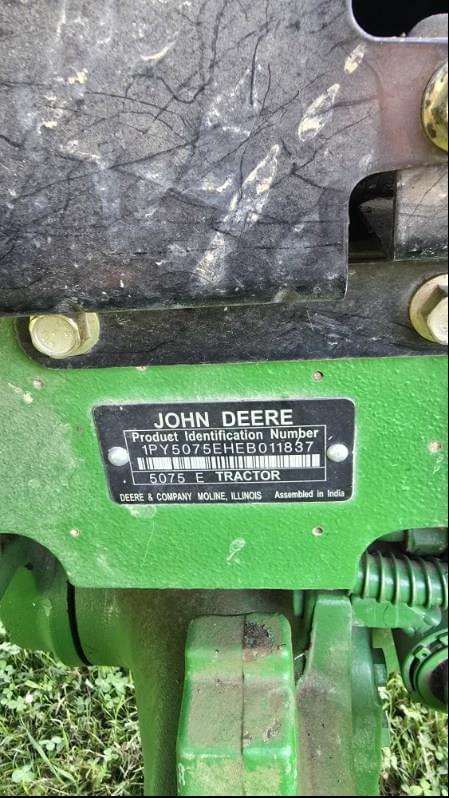 JOHN DEERE
Product Identification Number
1PY5075EHEB011837
5075 E TRACTOR
DEERE & COMPANY MOLINE, ILLINOIS Assembled in India